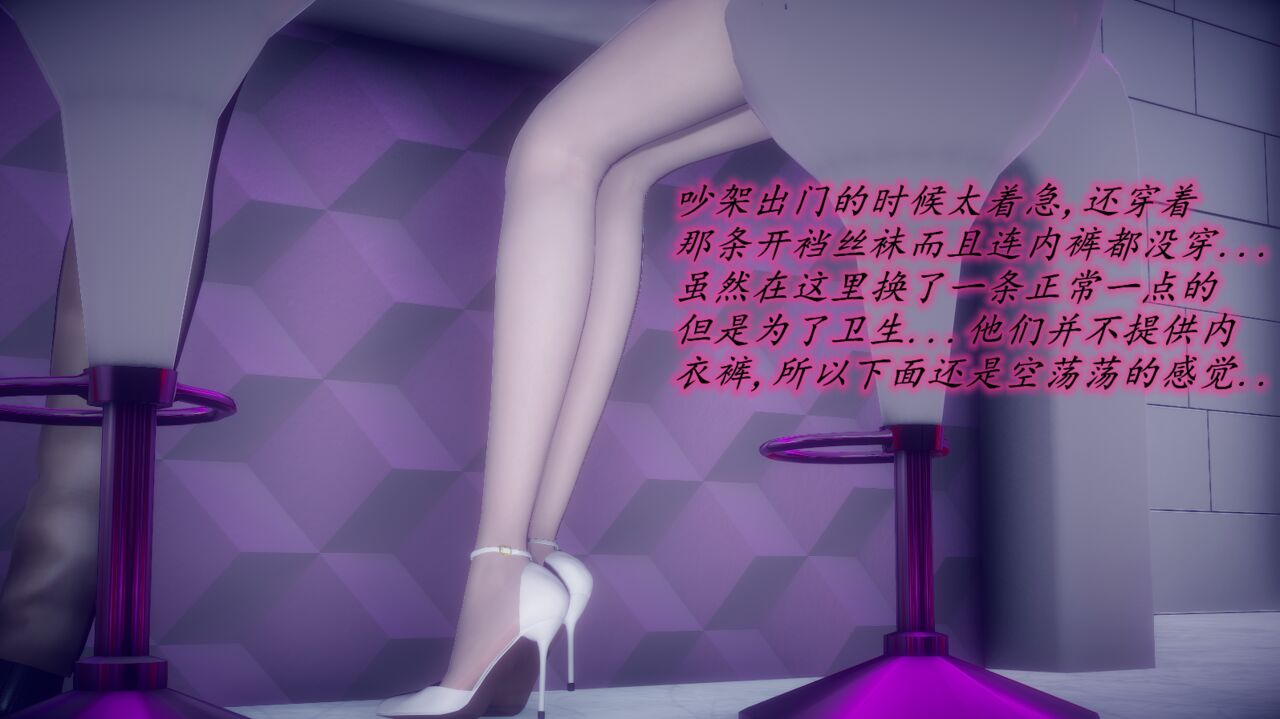 吵架出门的时候太着急,还穿着
那条开裆丝袜而且连内裤都没穿...
虽然在这里换了一条正常一点的
但是为了卫生...他们并不提供内
衣裤,所以下面还是空荡荡的感觉..